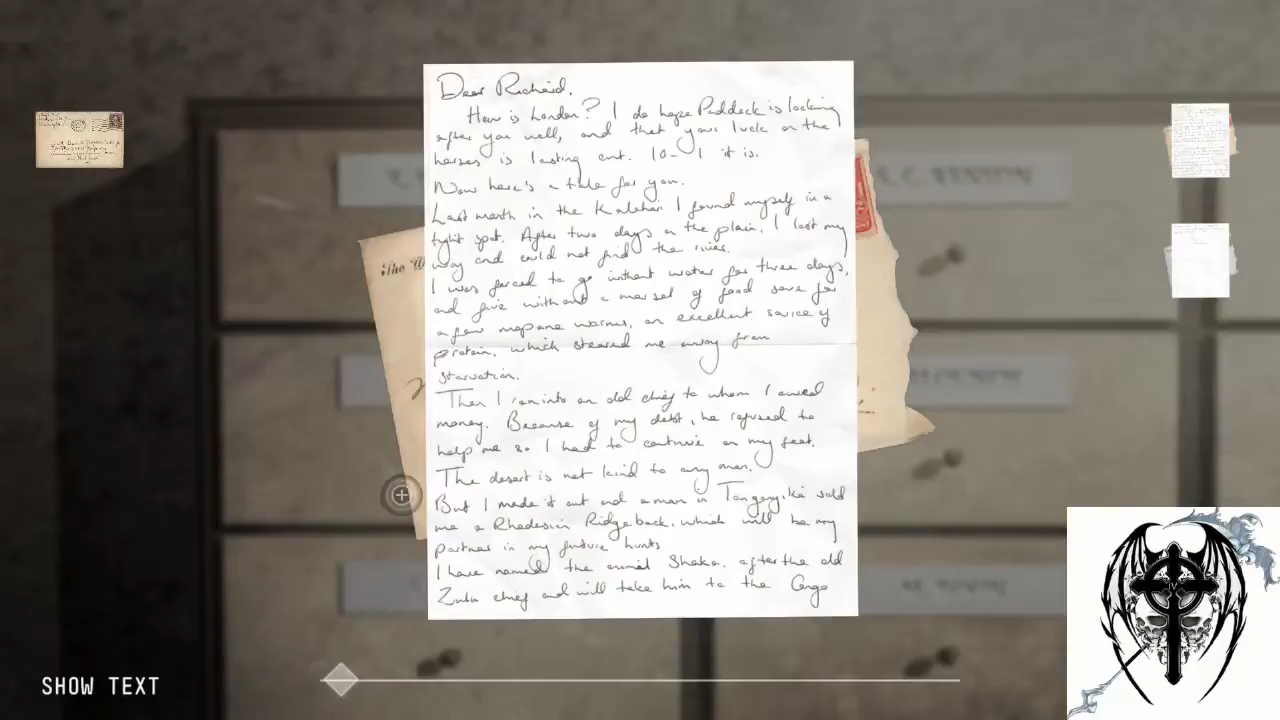 Dear Richard,
How is London? I do hope Paddock is looking
after you well, and that your luck on the
horses is lasting out. 10-1 it is.
Now here's a tale for you.
Last month in the Kalahari I found myself in a
tight spot. After two days on the plain, I lost my
way and could not find the river.
I was forced to go without water for three days,
and five without a morsel of food save for
a few mopane worms, an excellent source of
protein, which steered me away from
starvation.
Then I ran into an old chief to whom I owed
money. Because of my debt, he refused to
help me so I had to continue on my feet.
The desert is not kind to any man.
But I made it out and a man in Tanganyika sold
me a Rhodesian Ridgeback, which will be my
partner in my future hunts
I have named the animal Shaka, after the old
Zulu chief and will take him to the Congo
The
SHOW TEXT